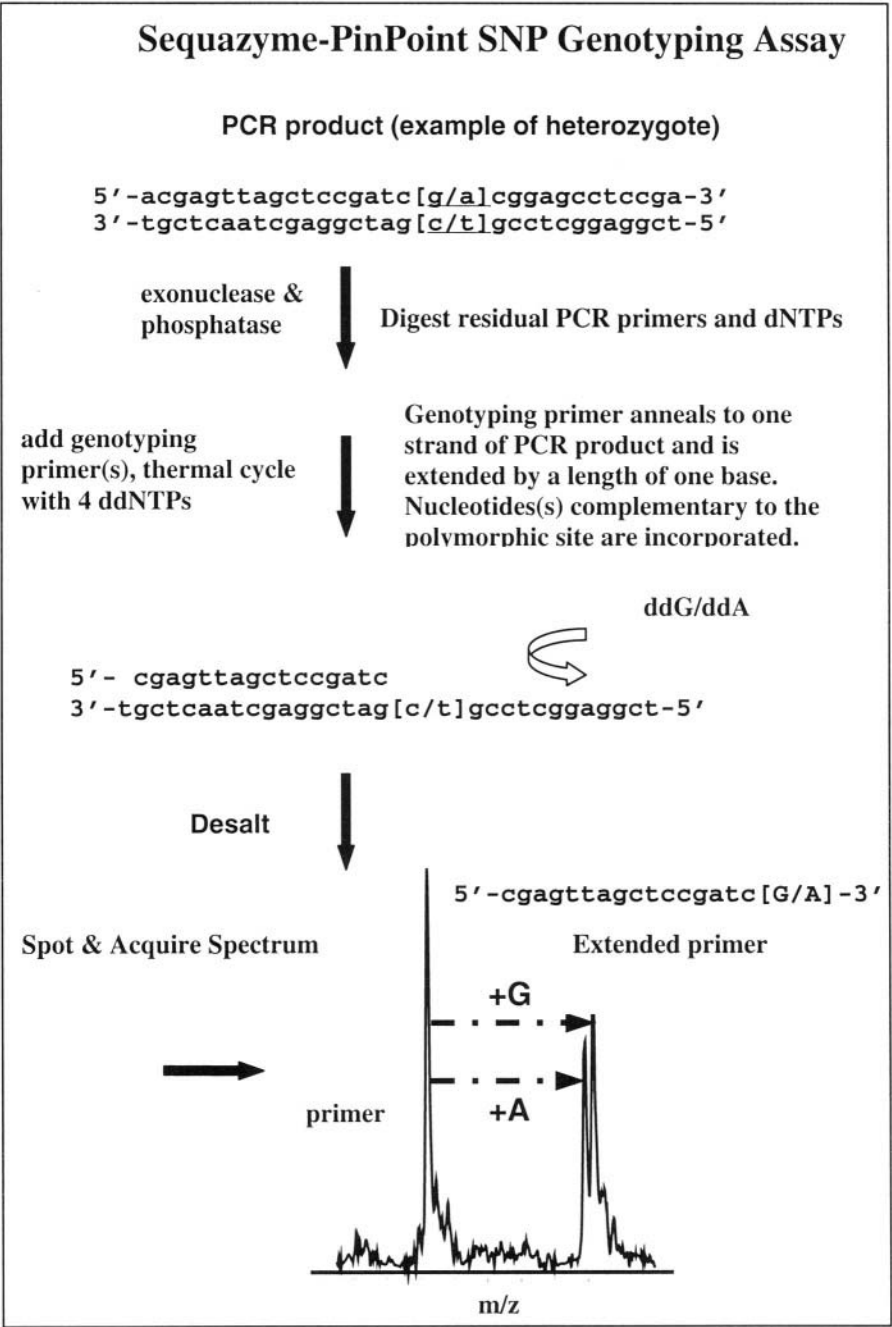 Sequazyme-PinPoint SNP Genotyping Assay
PCR product (example of heterozygote)
5'-acgagttagctccgatc[g/a]cggagcctccga-3'
3'-tgctcaatcgaggctag[c/t]gcctcggaggct-5'
exonuclease &
phosphatase
Digest residual PCR primers and dNTPs
add genotyping
primer(s), thermal cycle
with 4 ddNTPs
Genotyping primer anneals to one
strand of PCR product and is
extended by a length of one base.
Nucleotides(s) complementary to the
polymorphic site are incorporated.
ddG/ddA
5'- cgagttagctccgatc
3'-tgctcaatcgaggctag[c/t]gcctcggaggct-5'
Desalt
5'-cgagttagctccgatc[G/A]-3'
Spot & Acquire Spectrum
Extended primer
+G
+A
primer
m/z